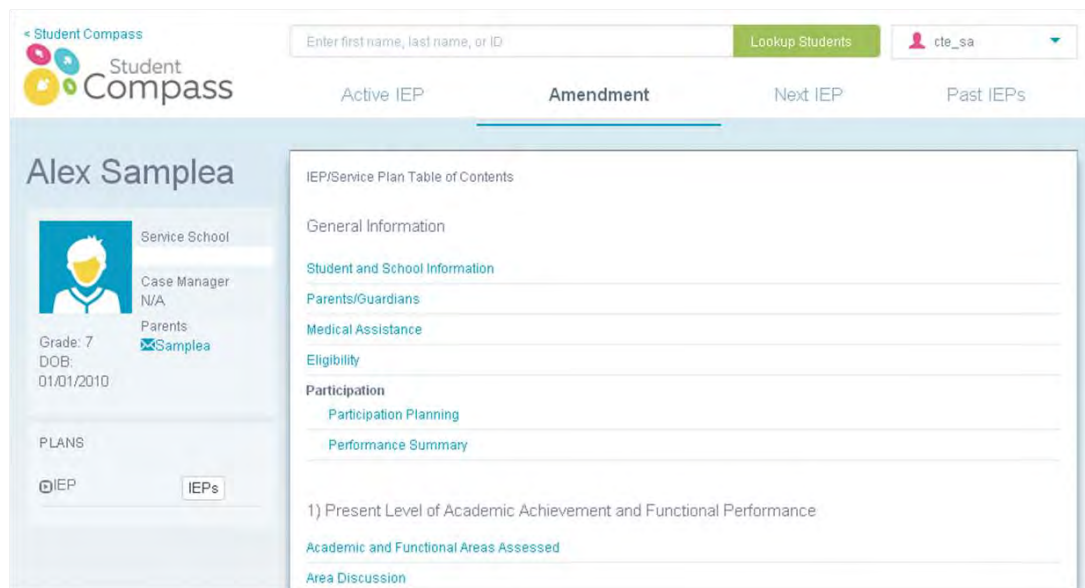 < Student Compass
Student
Compass
Enter first name, last name, or ID
Lookup Students
cte_sa
Active IEP
Amendment
Next IEP
Past IEPs
Alex Samplea
Service School
Case Manager
N/A
Parents
Samplea
Grade: 7
DOB:
01/01/2010
PLANS
IEP
IEPs
IEP/Service Plan Table of Contents
General Information
Student and School Information
Parents/Guardians
Medical Assistance
Eligibility
Participation
Participation Planning
Performance Summary
1) Present Level of Academic Achievement and Functional Performance
Academic and Functional Areas Assessed
Area Discussion